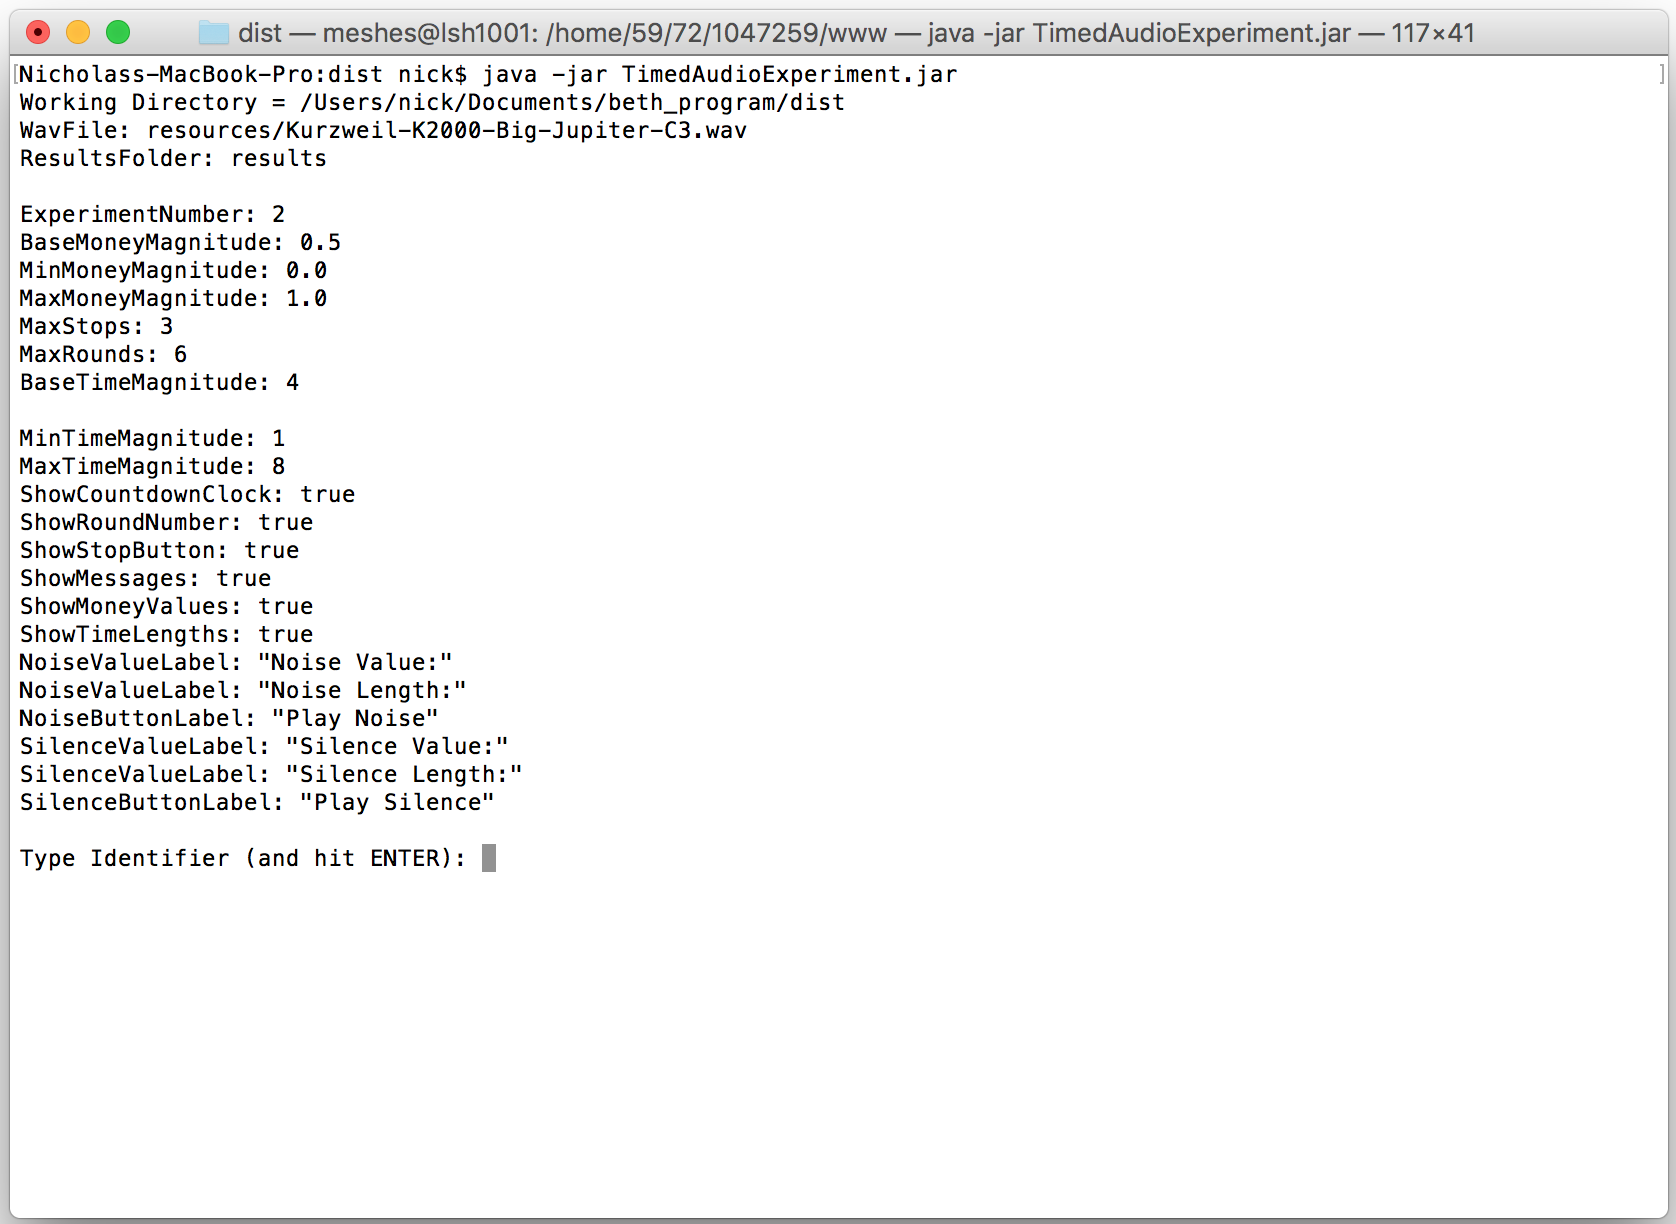 dist — meshes@lsh1001: /home/59/72/1047259/www — java -jar TimedAudioExperiment.jar — 117×41
[Nicholass-MacBook-Pro:dist nick$ java -jar TimedAudioExperiment.jar ]
Working Directory = /Users/nick/Documents/beth_program/dist
WavFile: resources/Kurzweil-K2000-Big-Jupiter-C3.wav
ResultsFolder: results
ExperimentNumber: 2
BaseMoneyMagnitude: 0.5
MinMoneyMagnitude: 0.0
MaxMoneyMagnitude: 1.0
MaxStops: 3
MaxRounds: 6
BaseTimeMagnitude: 4
MinTimeMagnitude: 1
MaxTimeMagnitude: 8
ShowCountdownClock: true
ShowRoundNumber: true
ShowStopButton: true
ShowMessages: true
ShowMoneyValues: true
ShowTimeLengths: true
NoiseValueLabel: "Noise Value:"
NoiseValueLabel: "Noise Length:"
NoiseButtonLabel: "Play Noise"
SilenceValueLabel: "Silence Value:"
SilenceValueLabel: "Silence Length:"
SilenceButtonLabel: "Play Silence"
Type Identifier (and hit ENTER):